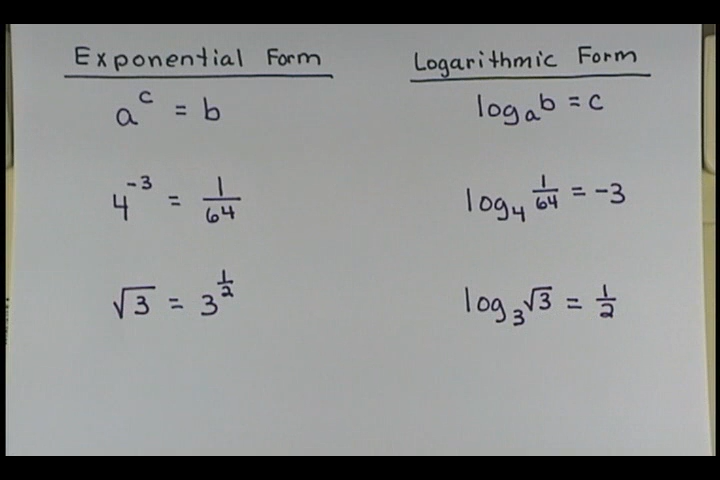 Exponential Form
Logarithmic Form
a^c = b
log_a b = c
4^-3 = 1/64
log_4 1/64 = -3
√3 = 3^1/2
log_3 √3 = 1/2